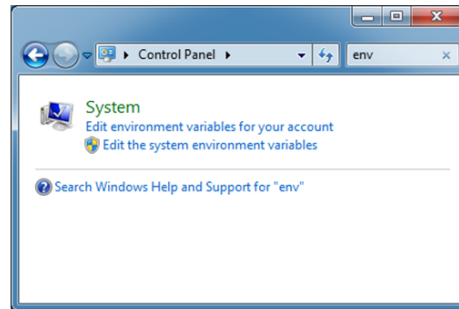 Control Panel
env
System
Edit environment variables for your account
Edit the system environment variables
Search Windows Help and Support for "env"